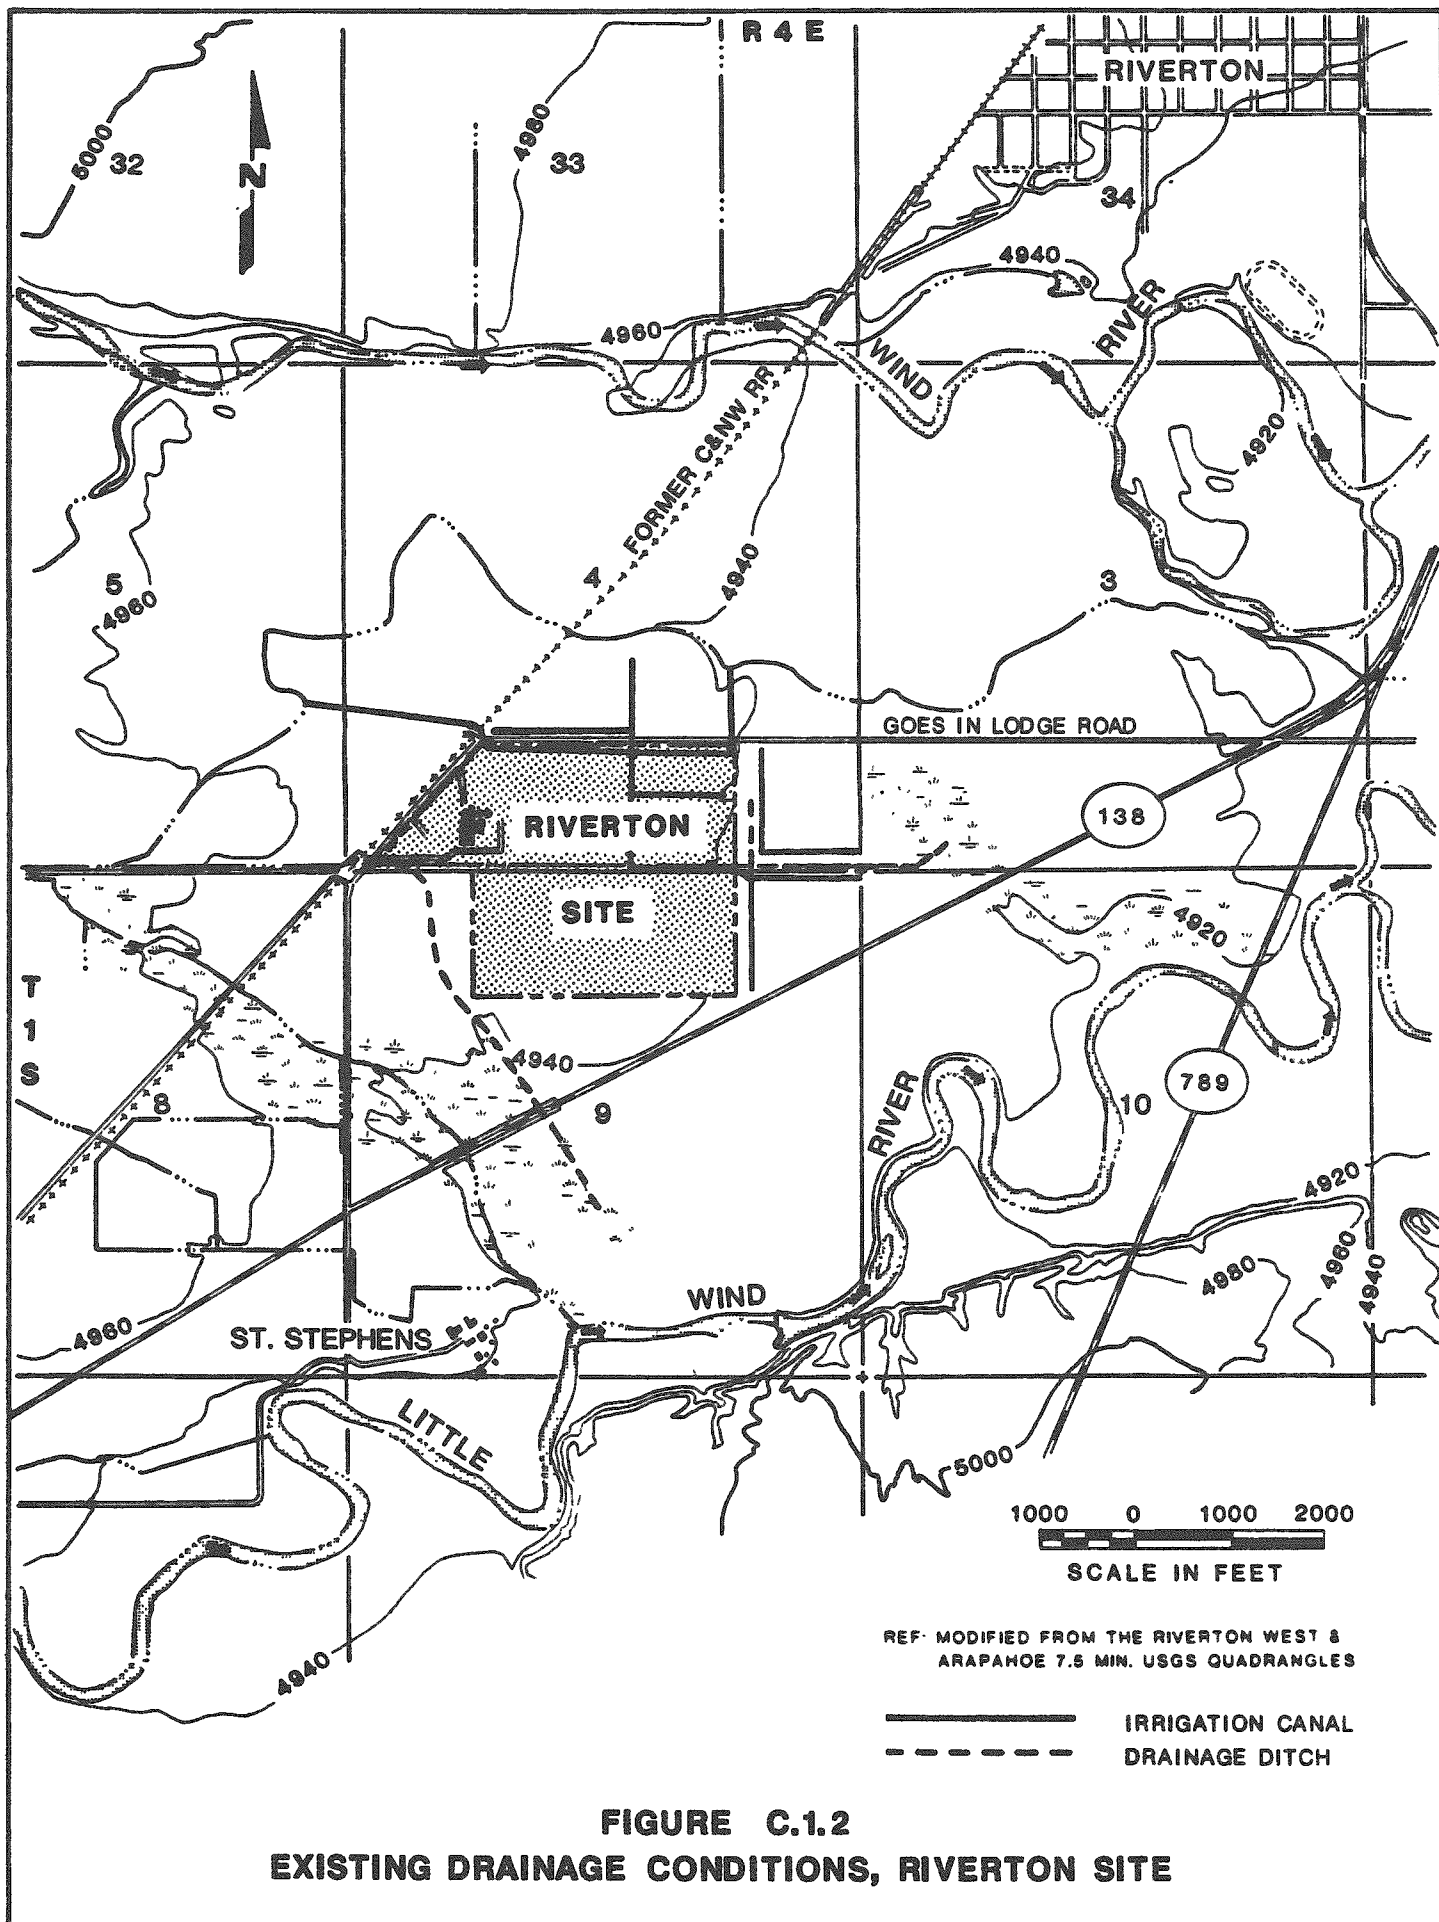 R 4 E
RIVERTON
5000
32
4980
33
34
N
4940
RIVER
4960
WIND
FORMER C&NW RR
4920
4940
5
4960
4
3
GOES IN LODGE ROAD
138
RIVERTON
SITE
4920
T
1
S
4940
8
9
RIVER
10
789
4920
4980
4960
4940
WIND
4960
ST. STEPHENS
LITTLE
5000
1000 0 1000 2000
SCALE IN FEET
REF- MODIFIED FROM THE RIVERTON WEST &
ARAPAHOE 7.5 MIN. USGS QUADRANGLES
4940
IRRIGATION CANAL
DRAINAGE DITCH
FIGURE C.1.2
EXISTING DRAINAGE CONDITIONS, RIVERTON SITE